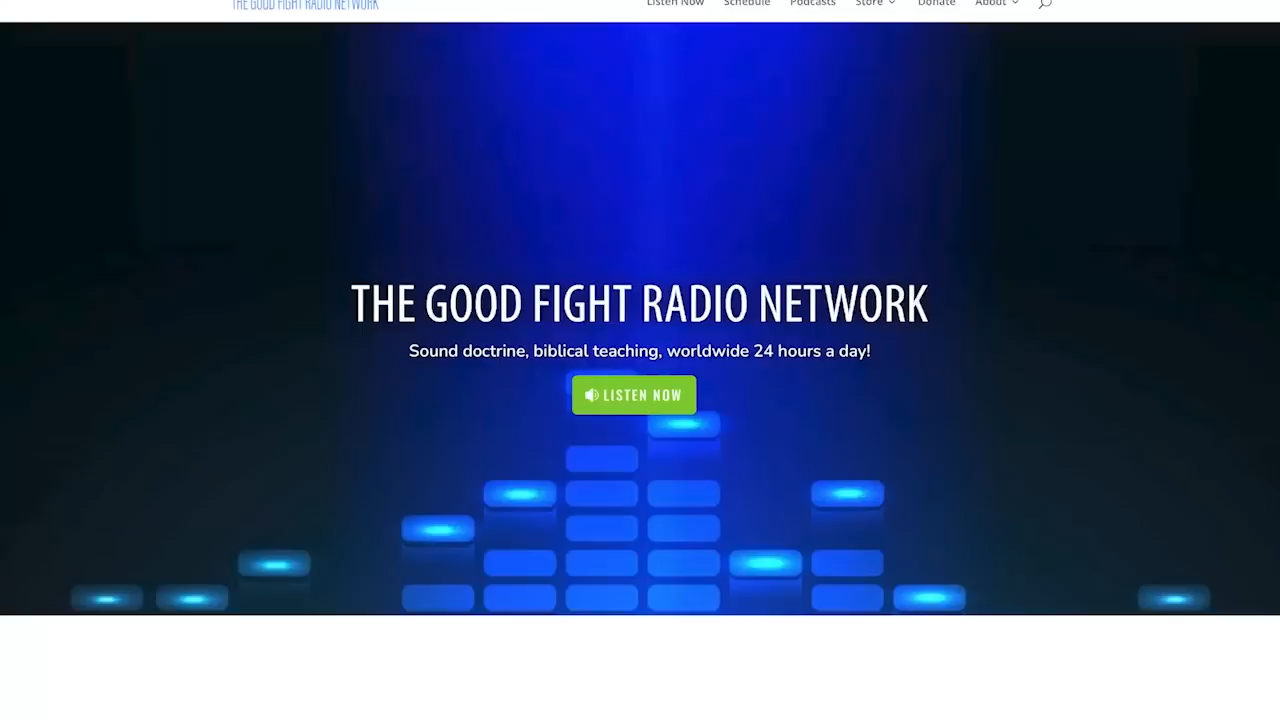 THE GOOD FIGHT RADIO NETWORK
Listen Now Schedule Podcasts Store Donate About
THE GOOD FIGHT RADIO NETWORK
Sound doctrine, biblical teaching, worldwide 24 hours a day!
LISTEN NOW